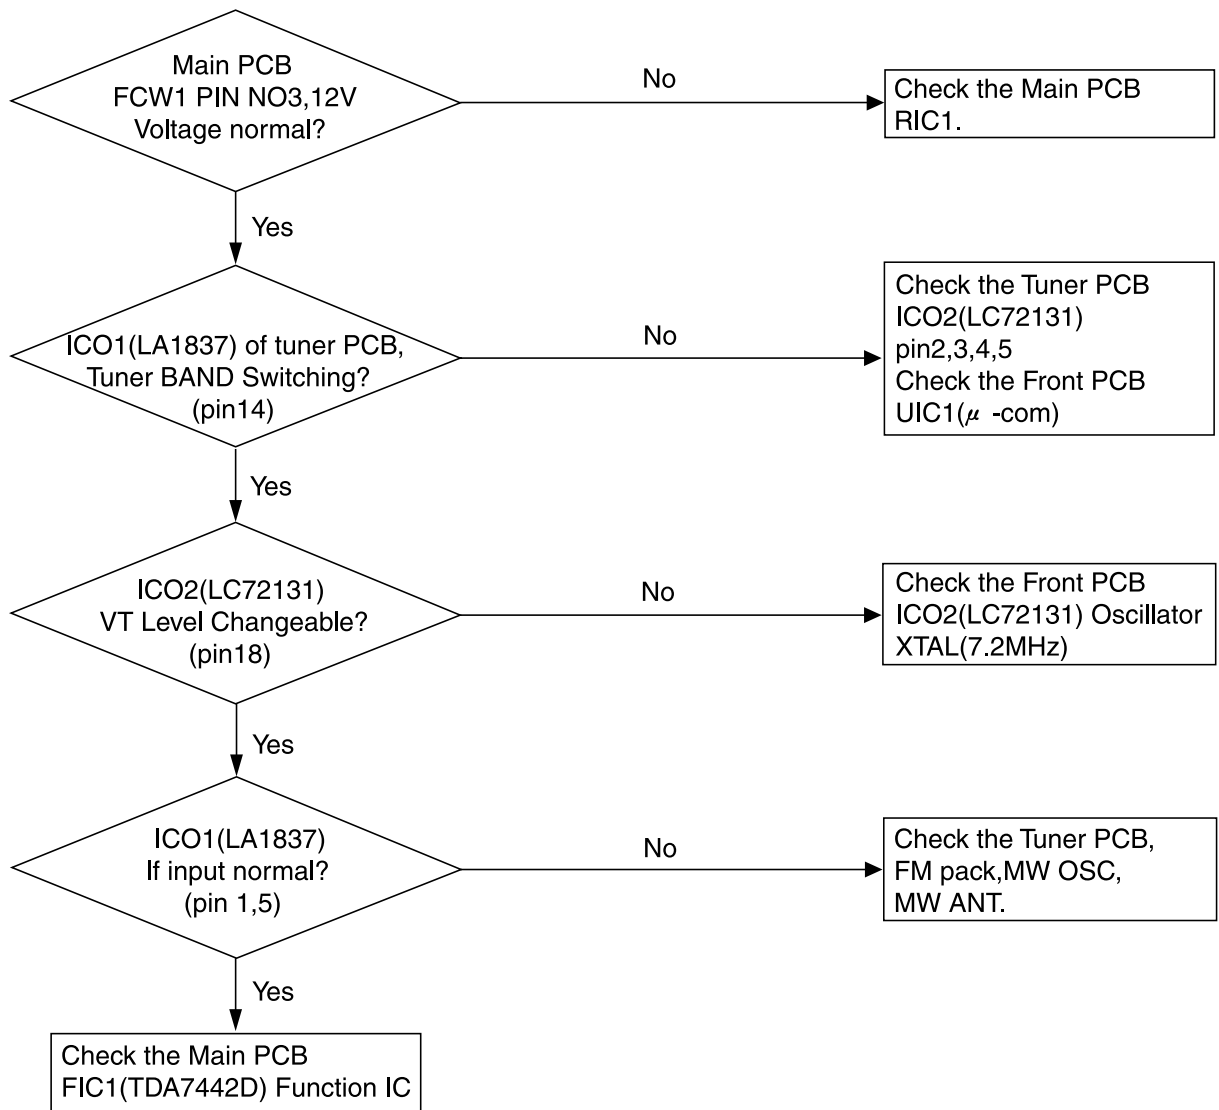 Main PCB
FCW1 PIN NO3,12V
Voltage normal?
No
Check the Main PCB
RIC1.
Yes
ICO1(LA1837) of tuner PCB,
Tuner BAND Switching?
(pin14)
No
Check the Tuner PCB
ICO2(LC72131)
pin2,3,4,5
Check the Front PCB
UIC1(μ -com)
Yes
ICO2(LC72131)
VT Level Changeable?
(pin18)
No
Check the Front PCB
ICO2(LC72131) Oscillator
XTAL(7.2MHz)
Yes
ICO1(LA1837)
If input normal?
(pin 1,5)
No
Check the Tuner PCB,
FM pack,MW OSC,
MW ANT.
Yes
Check the Main PCB
FIC1(TDA7442D) Function IC